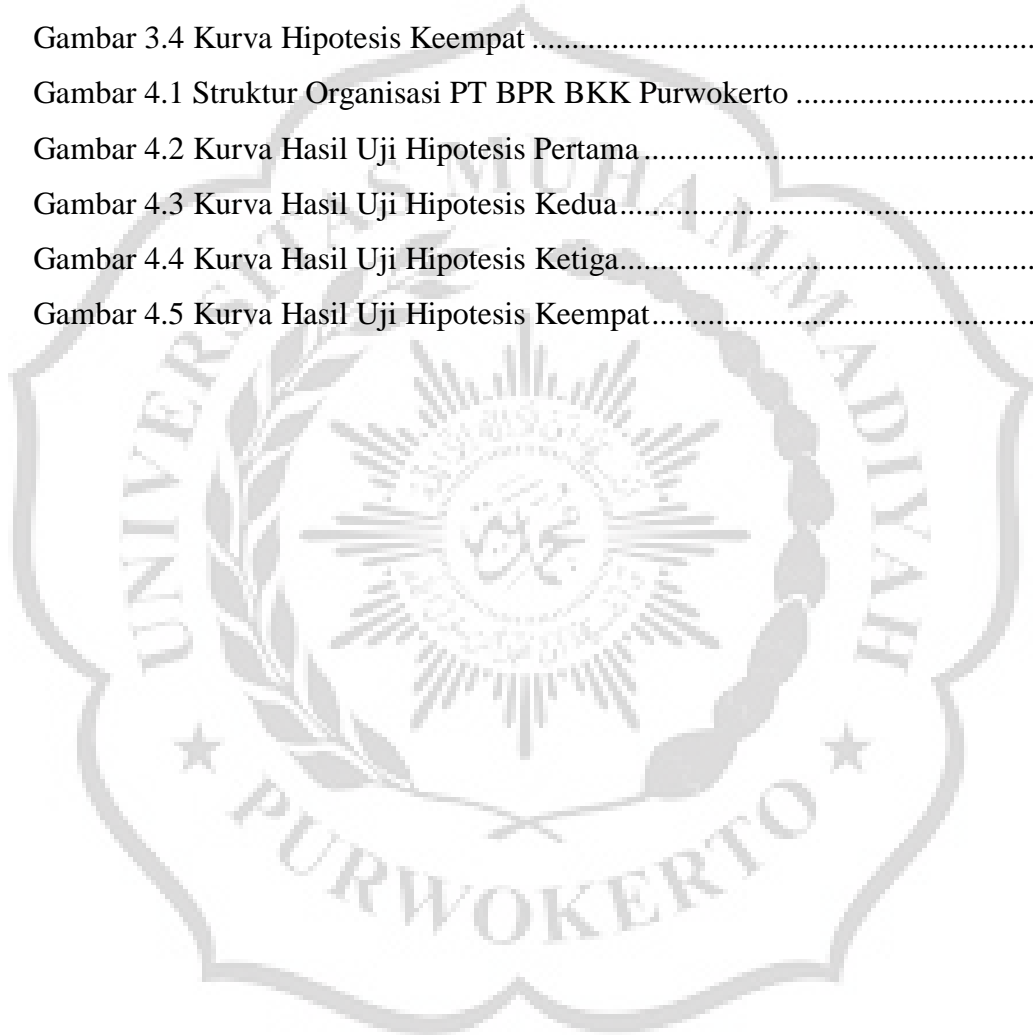 Gambar 3.4 Kurva Hipotesis Keempat ....................................................................
Gambar 4.1 Struktur Organisasi PT BPR BKK Purwokerto ................................
Gambar 4.2 Kurva Hasil Uji Hipotesis Pertama ....................................................
Gambar 4.3 Kurva Hasil Uji Hipotesis Kedua.......................................................
Gambar 4.4 Kurva Hasil Uji Hipotesis Ketiga.......................................................
Gambar 4.5 Kurva Hasil Uji Hipotesis Keempat...................................................
UNIVERSITAS MUHAMMADIYAH
PURWOKERTO